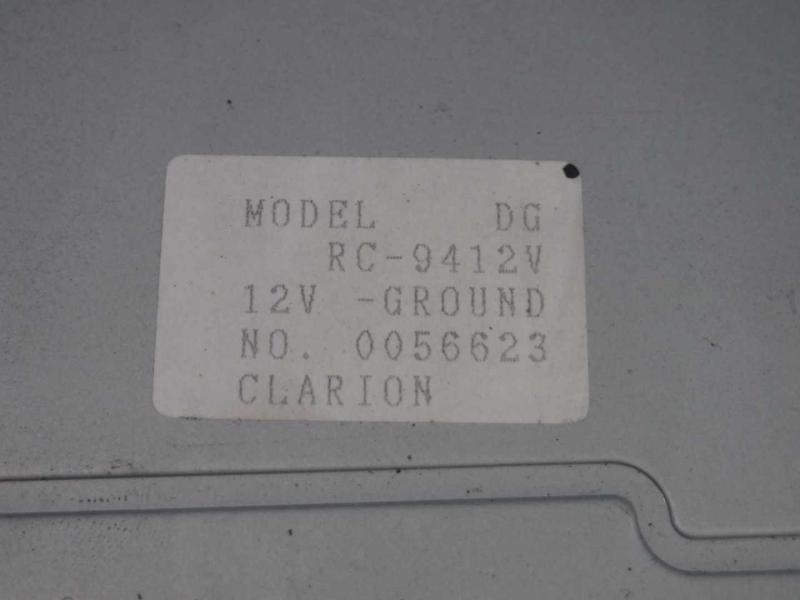 MODEL DG
RC-9412V
12V -GROUND
NO. 0056623
CLARION